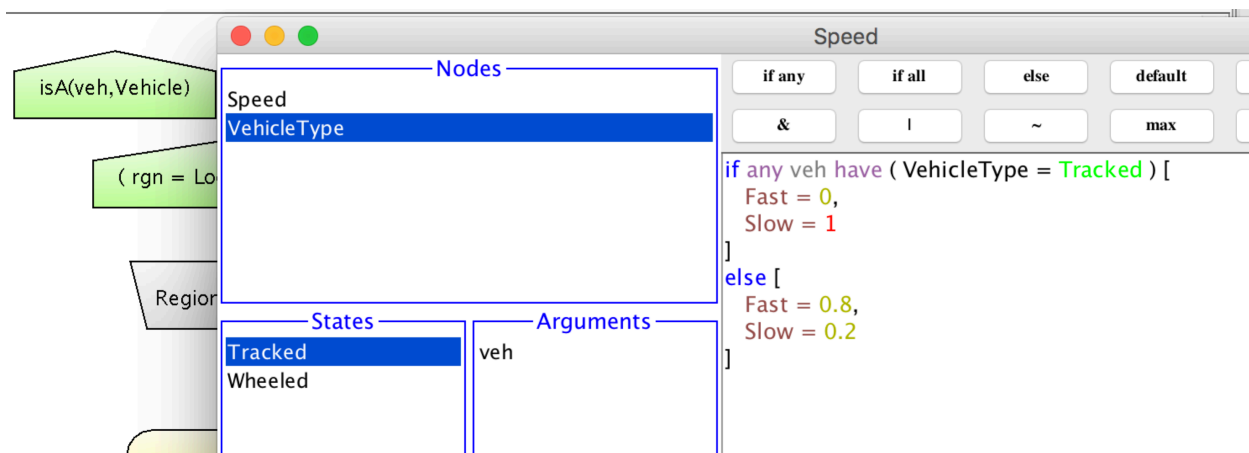 Speed
isA(veh,Vehicle)
( rgn = Lo
Region
Nodes
Speed
VehicleType
States
Tracked
Wheeled
Arguments
veh
if any
if all
else
default
&
|
~
max
if any veh have ( VehicleType = Tracked ) [
Fast = 0,
Slow = 1
]
else [
Fast = 0.8,
Slow = 0.2
]